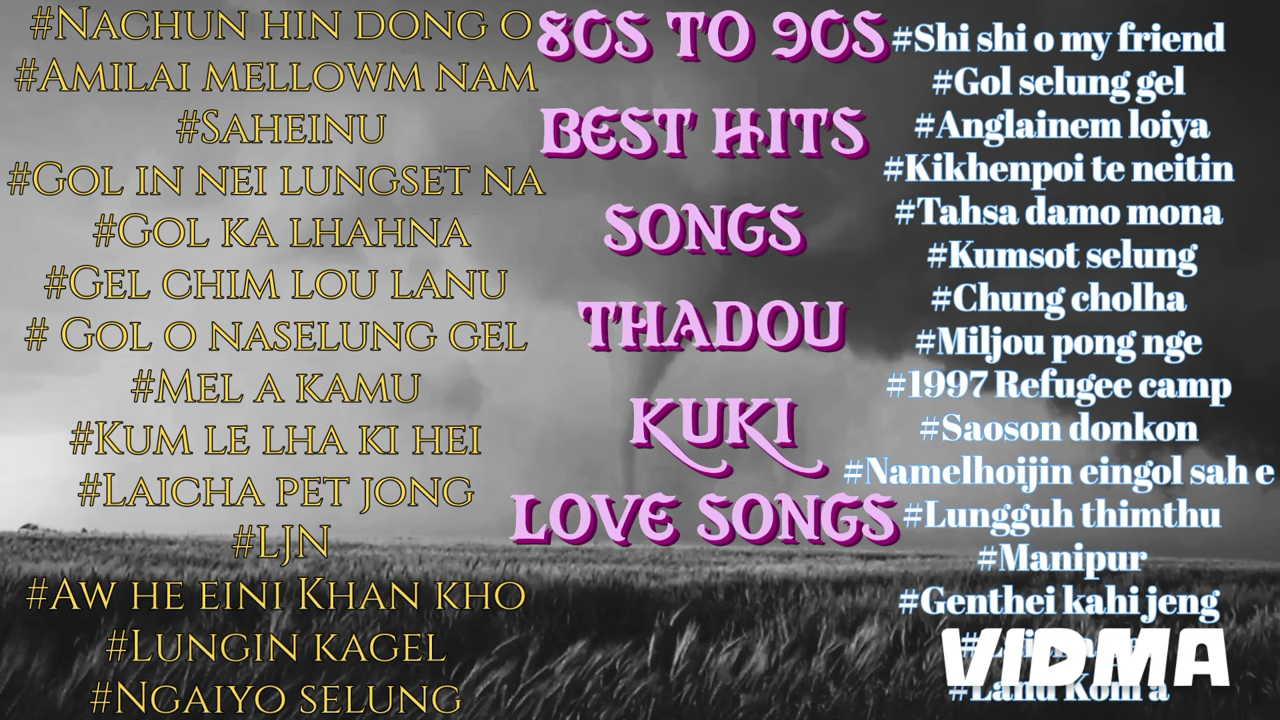 #Nachun hin dong o
#Amilai mellowm nam
#Saheinu
#Gol in nei lungset na
#Gol ka lhahna
#Gel chim lou lanu
# Gol o naselung gel
#Mel a kamu
#Kum le lha ki hei
#Laicha pet jong
#LJN
#Aw he eini Khan kho
#Lungin kagel
#Ngaiyo selung
80s to 90s
Best Hits
Songs
Thadou
Kuki
Love Songs
#Shi shi o my friend
#Gol selung gel
#Anglainem loiya
#Kikhenpoi te neitin
#Tahsa damo mona
#Kumsot selung
#Chung cholha
#Miljou pong nge
#1997 Refugee camp
#Saoson donkon
#Namelhoijin eingol sah e
#Lungguh thimthu
#Manipur
#Genthei kahi jeng
#Lanu Kom a
VIDMA